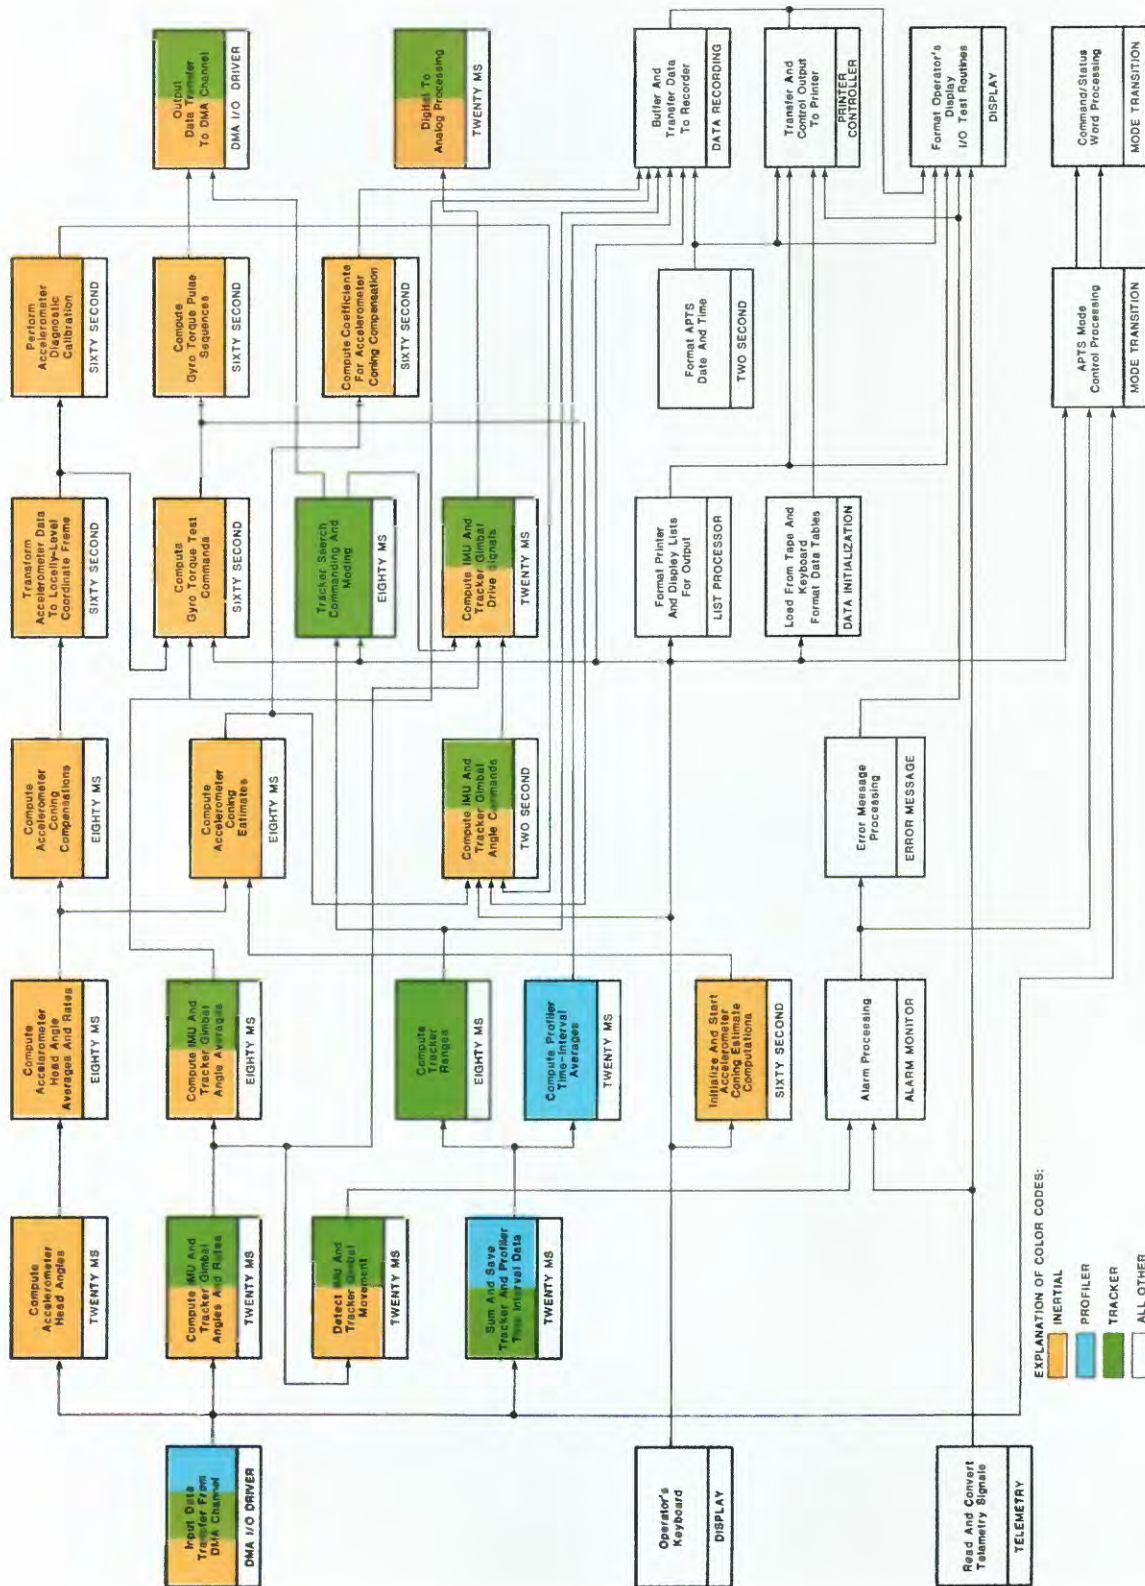 Input Data
Transfer From
DMA Channel
DMA I/O DRIVER
Operator's
Keyboard
DISPLAY
Read And Convert
Telemetry Signals
TELEMETRY
Compute
Accelerometer
Head Angles
TWENTY MS
Compute IMU And
Tracker Gimbal
Angles And Rates
TWENTY MS
Detect IMU And
Tracker Gimbal
Movement
TWENTY MS
Sum And Save
Tracker And Profiler
Time Interval Data
TWENTY MS
Compute
Accelerometer
Head Angle
Averages And Rates
EIGHTY MS
Compute IMU And
Tracker Gimbal
Angle Averages
EIGHTY MS
Compute
Tracker
Ranges
EIGHTY MS
Compute Profiler
Time-Interval
Averages
TWENTY MS
Initialize And Start
Accelerometer
Coning Estimate
Computations
SIXTY SECOND
Alarm Processing
ALARM MONITOR
Compute
Accelerometer
Coning
Compensations
EIGHTY MS
Compute
Accelerometer
Coning
Estimates
EIGHTY MS
Compute IMU And
Tracker Gimbal
Angle Commands
TWO SECOND
Error Message
Processing
ERROR MESSAGE
Transform
Accelerometer Data
To Locally-Level
Coordinate Frame
SIXTY SECOND
Compute
Gyro Torque Test
Commands
SIXTY SECOND
Tracker Search
Commanding And
Moding
EIGHTY MS
Compute IMU And
Tracker Gimbal
Drive Signals
TWENTY MS
Format Printer
And Display Lists
For Output
LIST PROCESSOR
Load From Tape And
Keyboard
Format Data Tables
DATA INITIALIZATION
Perform
Accelerometer
Diagnostic
Calibration
SIXTY SECOND
Compute
Gyro Torque Pulse
Sequences
SIXTY SECOND
Compute Coefficients
For Accelerometer
Coning Compensation
SIXTY SECOND
Format APTS
Date And Time
TWO SECOND
APTS Mode
Control Processing
MODE TRANSITION
Output
Data Transfer
To DMA Channel
DMA I/O DRIVER
Digital To
Analog Processing
TWENTY MS
Buffer And
Transfer Data
To Recorder
DATA RECORDING
Transfer And
Control Output
To Printer
PRINTER
CONTROLLER
Format Operator's
Display
I/O Test Routines
DISPLAY
Command/Status
Word Processing
MODE TRANSITION
EXPLANATION OF COLOR CODES:
INERTIAL
PROFILER
TRACKER
ALL OTHER